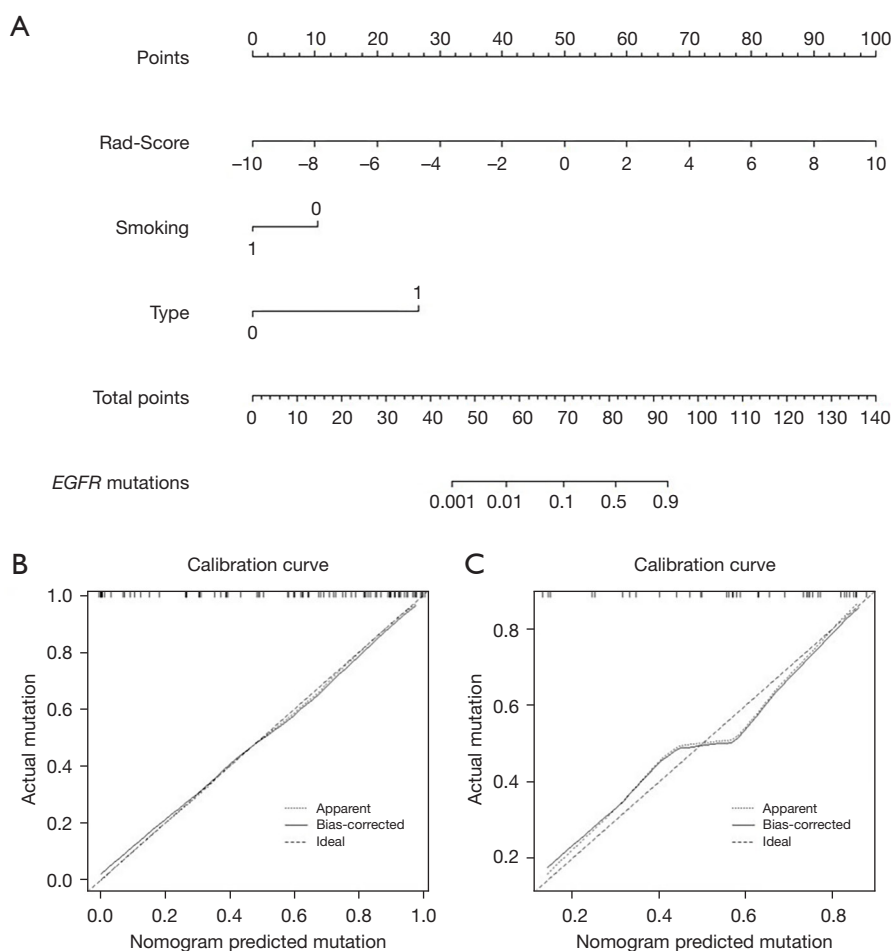 A
Points
0 10 20 30 40 50 60 70 80 90 100
Rad-Score
−10 −8 −6 −4 −2 0 2 4 6 8 10
Smoking
0
1
Type
1
0
Total points
0 10 20 30 40 50 60 70 80 90 100 110 120 130 140
EGFR mutations
0.001 0.01 0.1 0.5 0.9
B
Calibration curve
Actual mutation
1.0
0.8
0.6
0.4
0.2
0.0
Apparent
Bias-corrected
Ideal
0.0 0.2 0.4 0.6 0.8 1.0
Nomogram predicted mutation
C
Calibration curve
Actual mutation
0.8
0.6
0.4
0.2
Apparent
Bias-corrected
Ideal
0.2 0.4 0.6 0.8
Nomogram predicted mutation